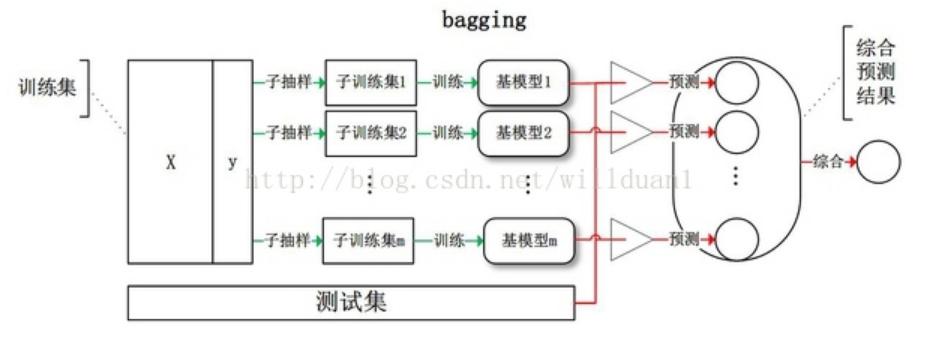 bagging
训练集
X
y
子抽样
子训练集1
训练
基模型1
预测
子抽样
子训练集2
训练
基模型2
预测
子抽样
子训练集m
训练
基模型m
预测
综合
预测
结果
综合
测试集
http://blog.csdn.net/willduan1